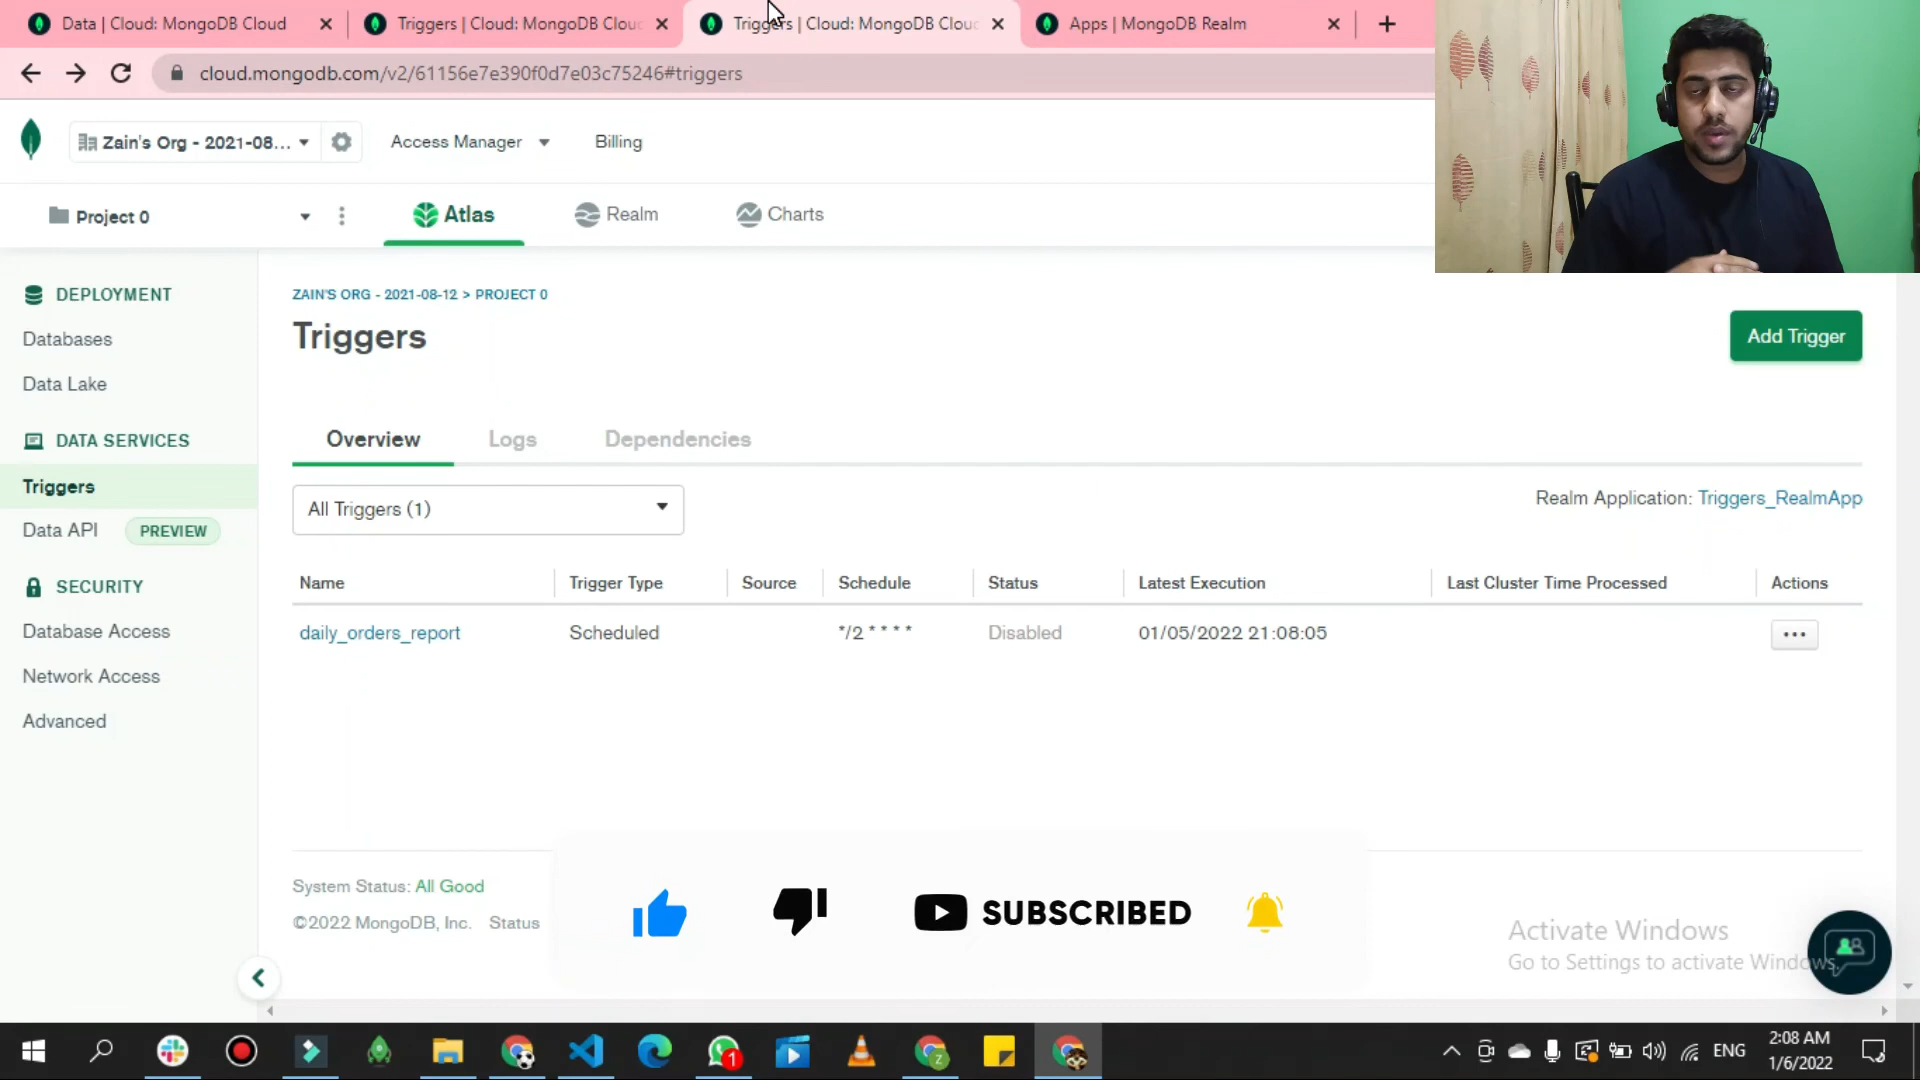 Data | Cloud: MongoDB Cloud
Triggers | Cloud: MongoDB Clou
Triggers | Cloud: MongoDB Clou
Apps | MongoDB Realm
cloud.mongodb.com/v2/61156e7e390f0d7e03c75246#triggers
Zain's Org - 2021-08...
Access Manager
Billing
Project 0
Atlas
Realm
Charts
DEPLOYMENT
Databases
Data Lake
DATA SERVICES
Triggers
Data API PREVIEW
SECURITY
Database Access
Network Access
Advanced
ZAIN'S ORG - 2021-08-12 > PROJECT 0
Triggers
Add Trigger
Overview
Logs
Dependencies
All Triggers (1)
Realm Application: Triggers_RealmApp
Name Trigger Type Source Schedule Status Latest Execution Last Cluster Time Processed Actions
daily_orders_report Scheduled */2 * * * * Disabled 01/05/2022 21:08:05
System Status: All Good
©2022 MongoDB, Inc. Status
SUBSCRIBED
Activate Windows
Go to Settings to activate Windows.
1
z
ENG
2:08 AM
1/6/2022